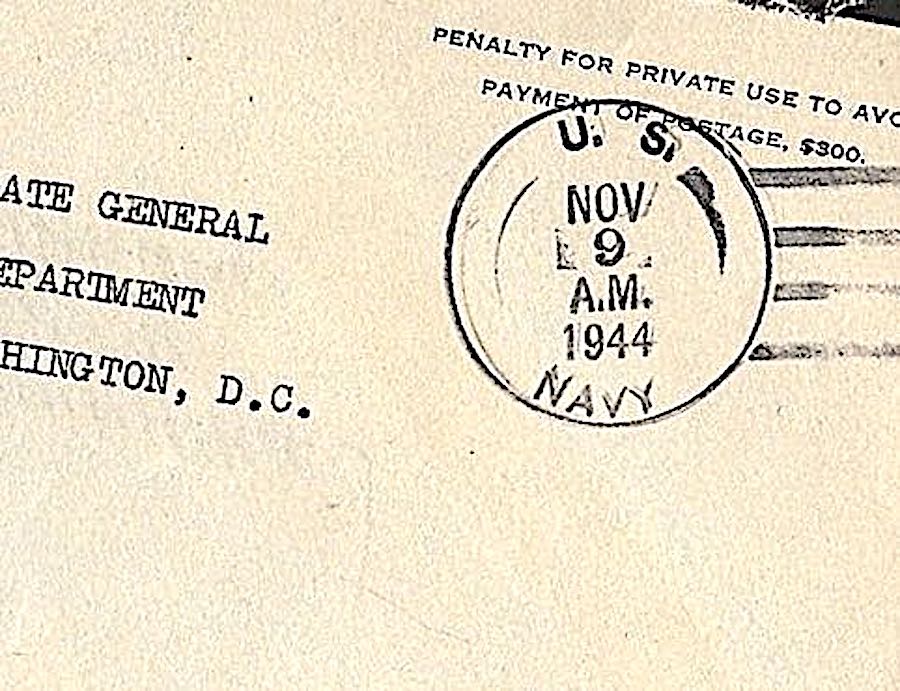 PENALTY FOR PRIVATE USE TO AVO
PAYMENT OF POSTAGE, $300.
U. S.
NOV
9
A.M.
1944
NAVY
ATE GENERAL
EPARTMENT
HINGTON, D.C.